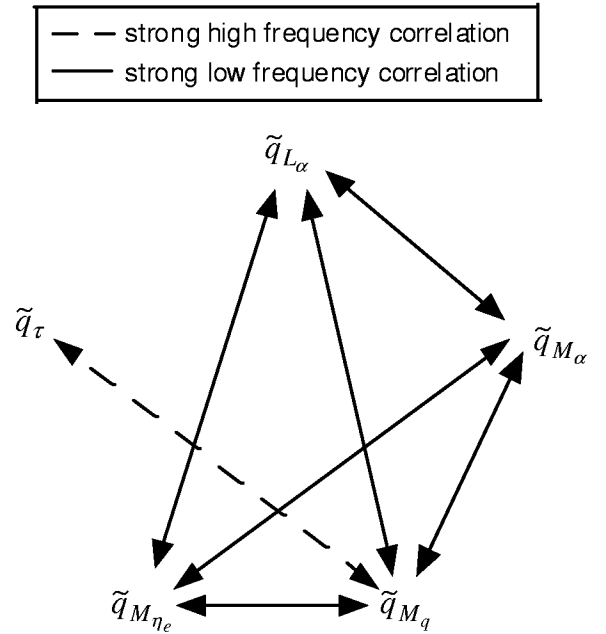 strong high frequency correlation
strong low frequency correlation
q̃_{L_α}
q̃_τ
q̃_{M_α}
q̃_{M_{η_e}}
q̃_{M_q}